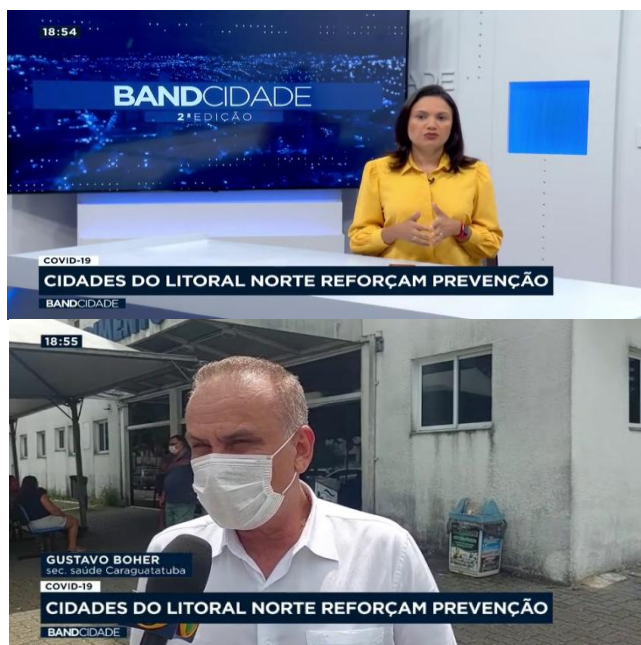 18:54
BANDCIDADE
2ª EDIÇÃO
COVID-19
CIDADES DO LITORAL NORTE REFORÇAM PREVENÇÃO
BANDCIDADE
18:55
GUSTAVO BOHER
sec. saúde Caraguatatuba
COVID-19
CIDADES DO LITORAL NORTE REFORÇAM PREVENÇÃO
BANDCIDADE